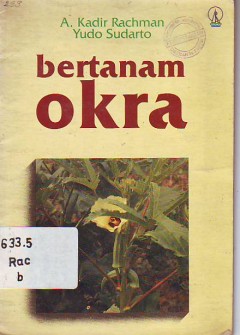 A. Kadir Rachman
Yudo Sudarto
bertanam
okra
633.5
Rac
b